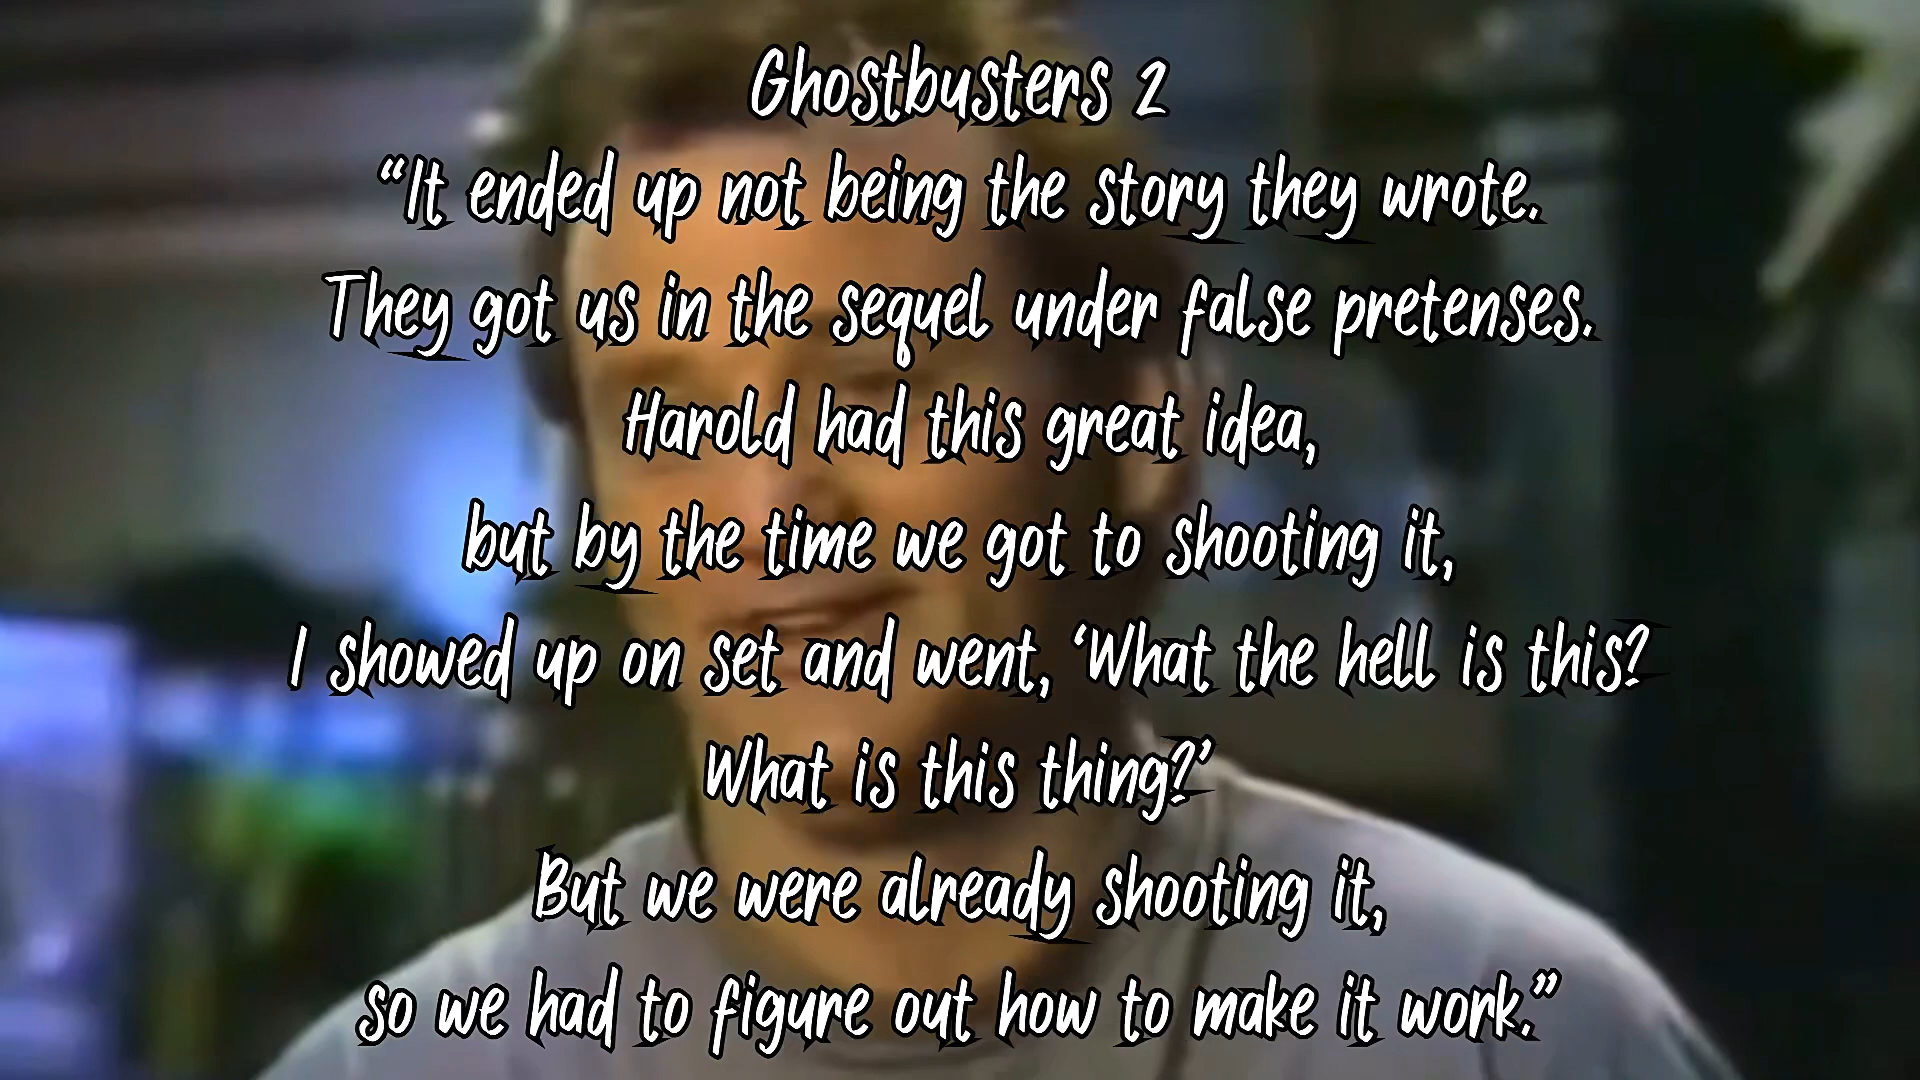 Ghostbusters 2
“It ended up not being the story they wrote.
They got us in the sequel under false pretenses.
Harold had this great idea,
but by the time we got to shooting it,
I showed up on set and went, ‘What the hell is this?
What is this thing?’
But we were already shooting it,
so we had to figure out how to make it work.”